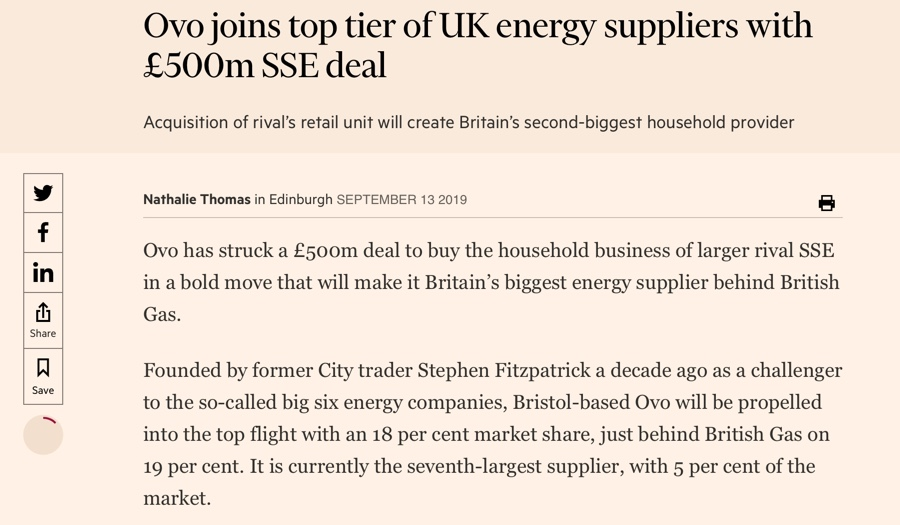 Ovo joins top tier of UK energy suppliers with
£500m SSE deal
Acquisition of rival’s retail unit will create Britain’s second-biggest household provider
Nathalie Thomas in Edinburgh SEPTEMBER 13 2019
Share
Save
Ovo has struck a £500m deal to buy the household business of larger rival SSE
in a bold move that will make it Britain’s biggest energy supplier behind British
Gas.
Founded by former City trader Stephen Fitzpatrick a decade ago as a challenger
to the so-called big six energy companies, Bristol-based Ovo will be propelled
into the top flight with an 18 per cent market share, just behind British Gas on
19 per cent. It is currently the seventh-largest supplier, with 5 per cent of the
market.